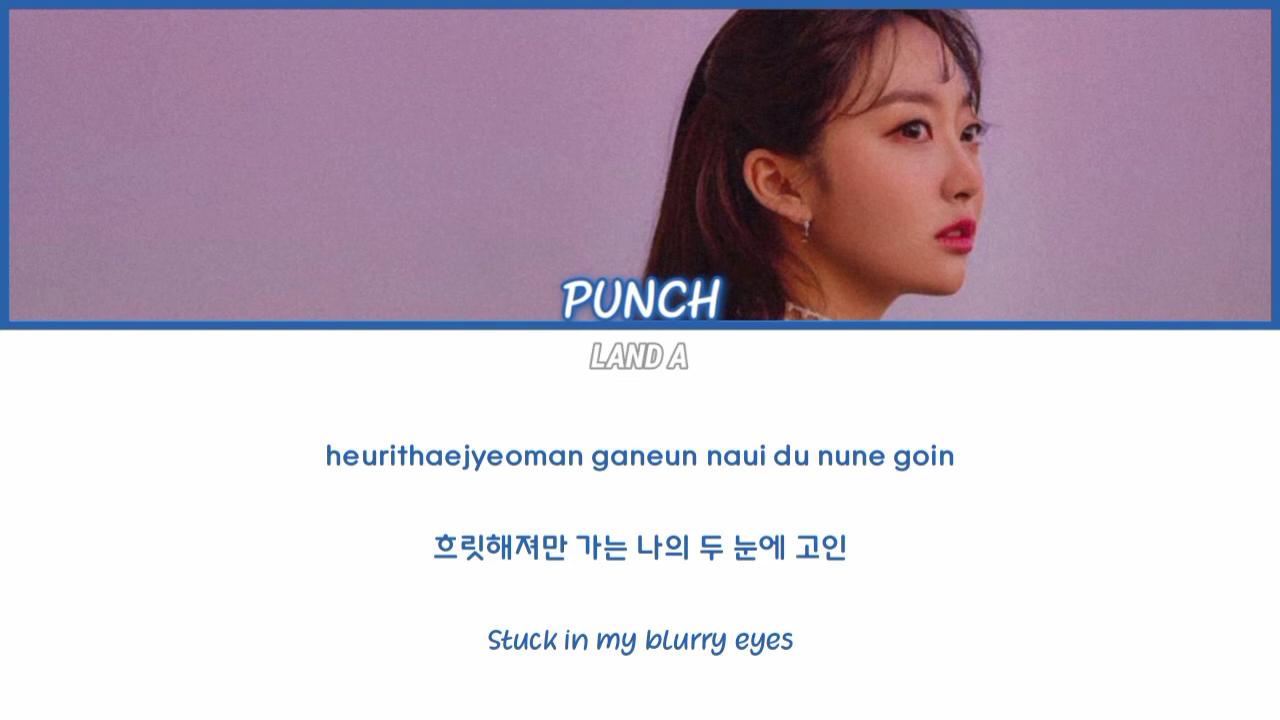 PUNCH
LAND A
heurithaejyeoman ganeun naui du nune goin
흐릿해져만 가는 나의 두 눈에 고인
Stuck in my blurry eyes